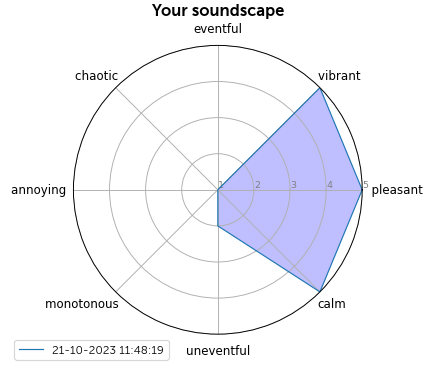 Your soundscape
eventful
chaotic
vibrant
annoying
1 2 3 4 5
pleasant
monotonous
calm
uneventful
21-10-2023 11:48:19